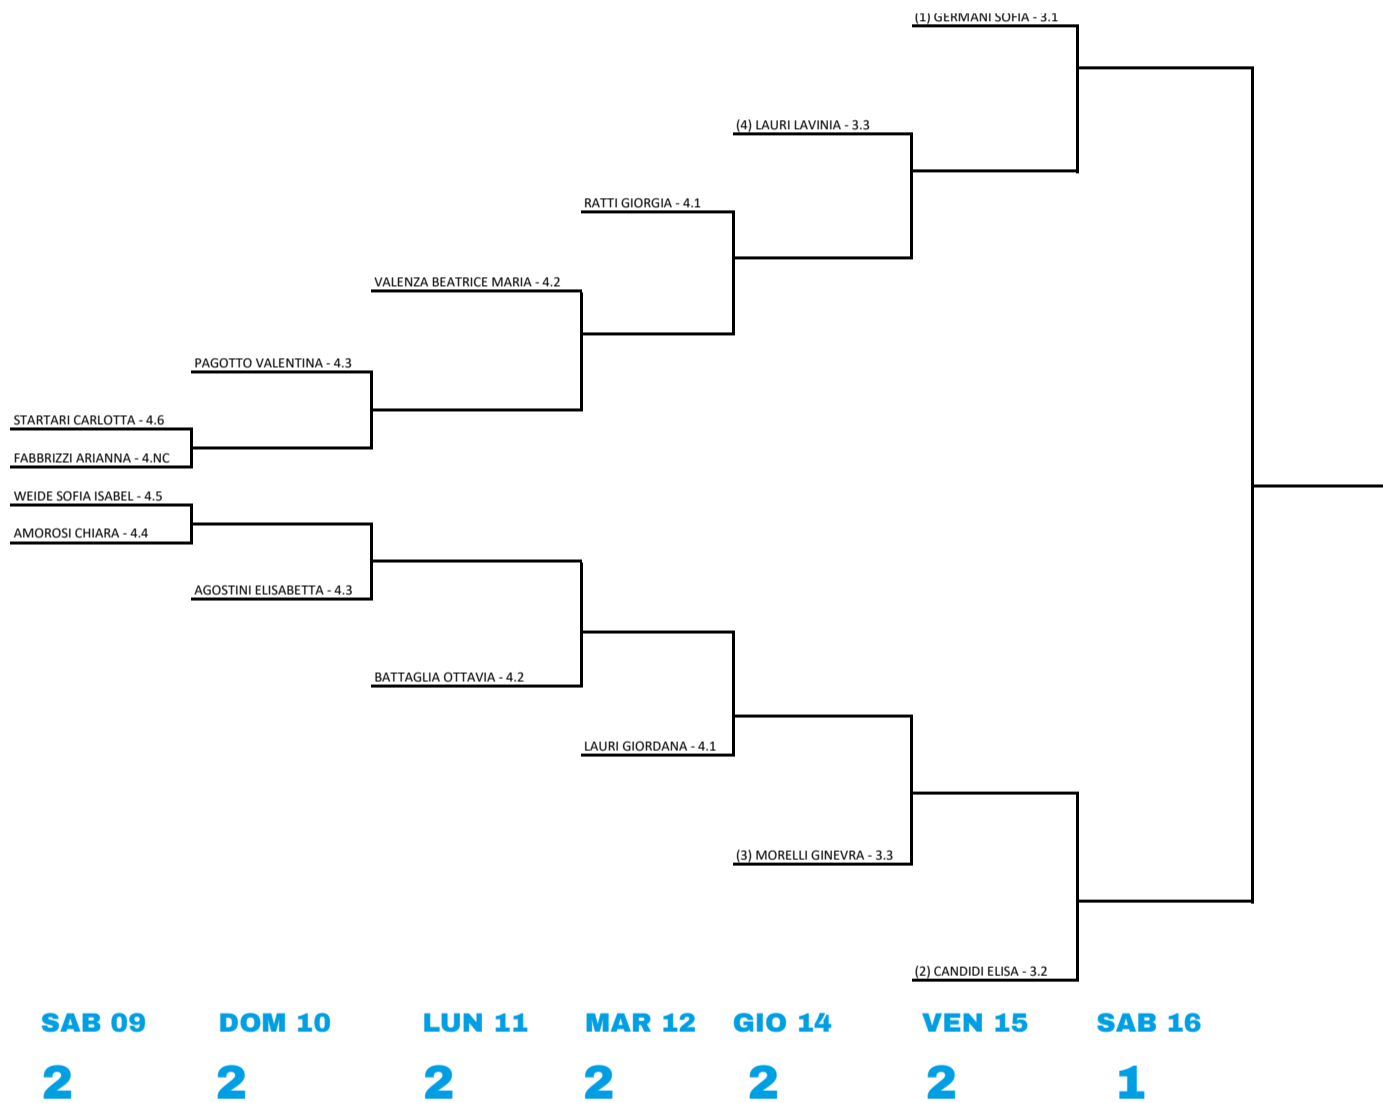 (1) GERMANI SOFIA - 3.1
(4) LAURI LAVINIA - 3.3
RATTI GIORGIA - 4.1
VALENZA BEATRICE MARIA - 4.2
PAGOTTO VALENTINA - 4.3
STARTARI CARLOTTA - 4.6
FABBRIZZI ARIANNA - 4.NC
WEIDE SOFIA ISABEL - 4.5
AMOROSI CHIARA - 4.4
AGOSTINI ELISABETTA - 4.3
BATTAGLIA OTTAVIA - 4.2
LAURI GIORDANA - 4.1
(3) MORELLI GINEVRA - 3.3
(2) CANDIDI ELISA - 3.2
SAB 09 DOM 10 LUN 11 MAR 12 GIO 14 VEN 15 SAB 16
2 2 2 2 2 2 1